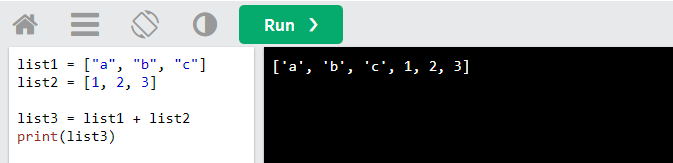 Run ❯
list1 = ["a", "b", "c"]
list2 = [1, 2, 3]
list3 = list1 + list2
print(list3)
['a', 'b', 'c', 1, 2, 3]